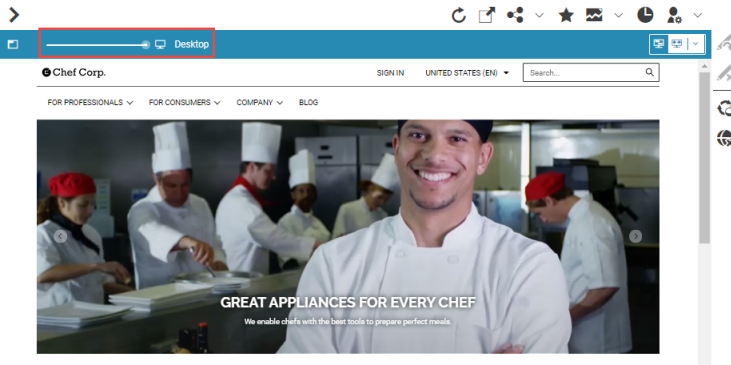 Desktop
Chef Corp.
SIGN IN UNITED STATES (EN) Search...
FOR PROFESSIONALS FOR CONSUMERS COMPANY BLOG
GREAT APPLIANCES FOR EVERY CHEF
We enable chefs with the best tools to prepare perfect meals.